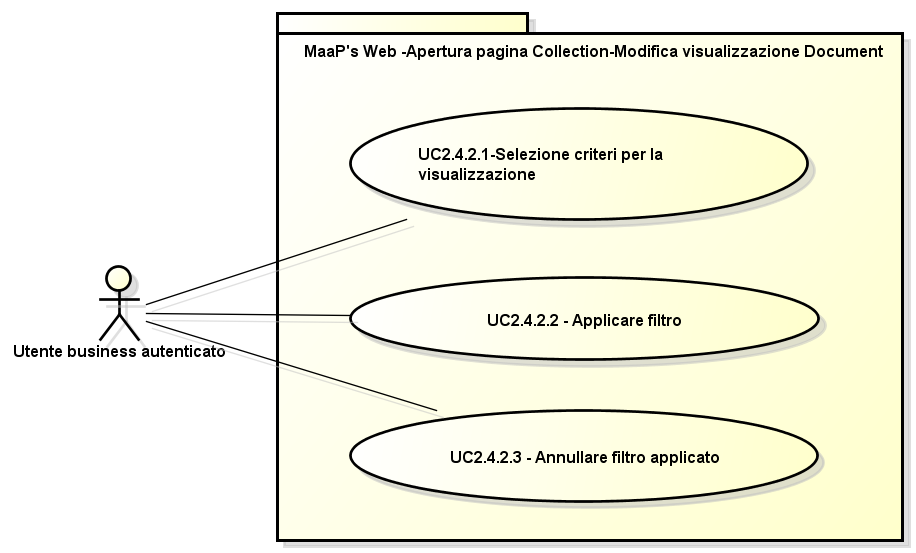 MaaP's Web -Apertura pagina Collection-Modifica visualizzazione Document
UC2.4.2.1-Selezione criteri per la
visualizzazione
UC2.4.2.2 - Applicare filtro
Utente business autenticato
UC2.4.2.3 - Annullare filtro applicato